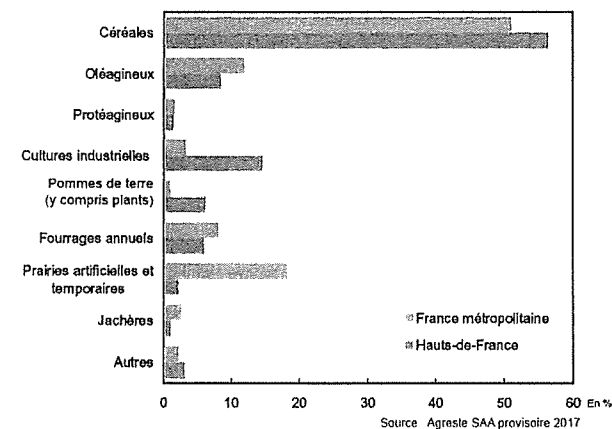 Céréales
Oléagineux
Protéagineux
Cultures industrielles
Pommes de terre
(y compris plants)
Fourrages annuels
Prairies artificielles et
temporaires
Jachères
Autres
France métropolitaine
Hauts-de-France
0 10 20 30 40 50 60 En %
Source Agreste SAA provisoire 2017